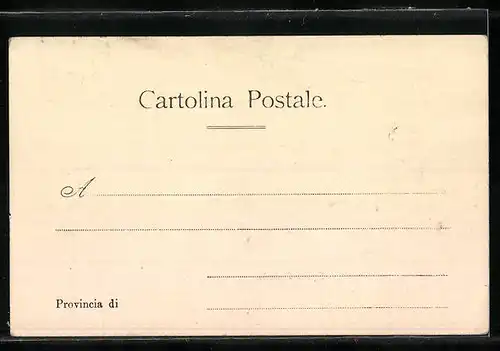 Cartolina Postale.
A
Provincia di